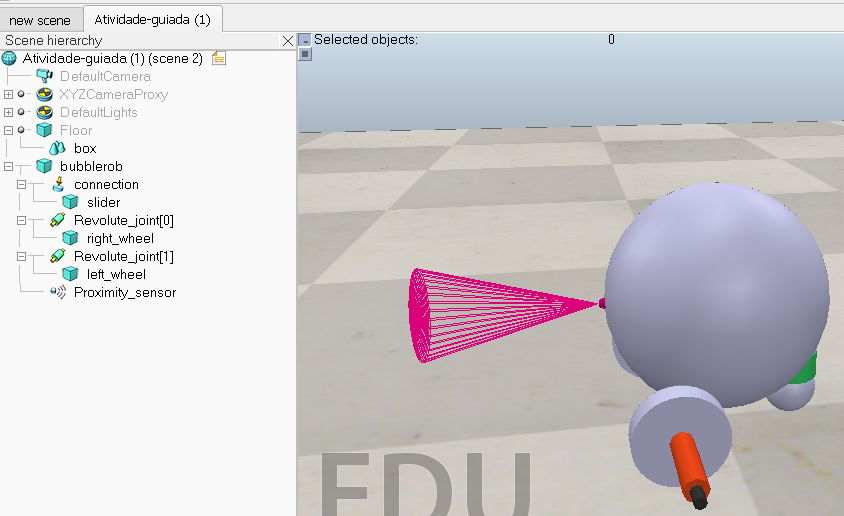 new scene
Atividade-guiada (1)
Scene hierarchy
Selected objects: 0
Atividade-guiada (1) (scene 2)
DefaultCamera
XYZCameraProxy
DefaultLights
Floor
box
bubblerob
connection
slider
Revolute_joint[0]
right_wheel
Revolute_joint[1]
left_wheel
Proximity_sensor
EDU